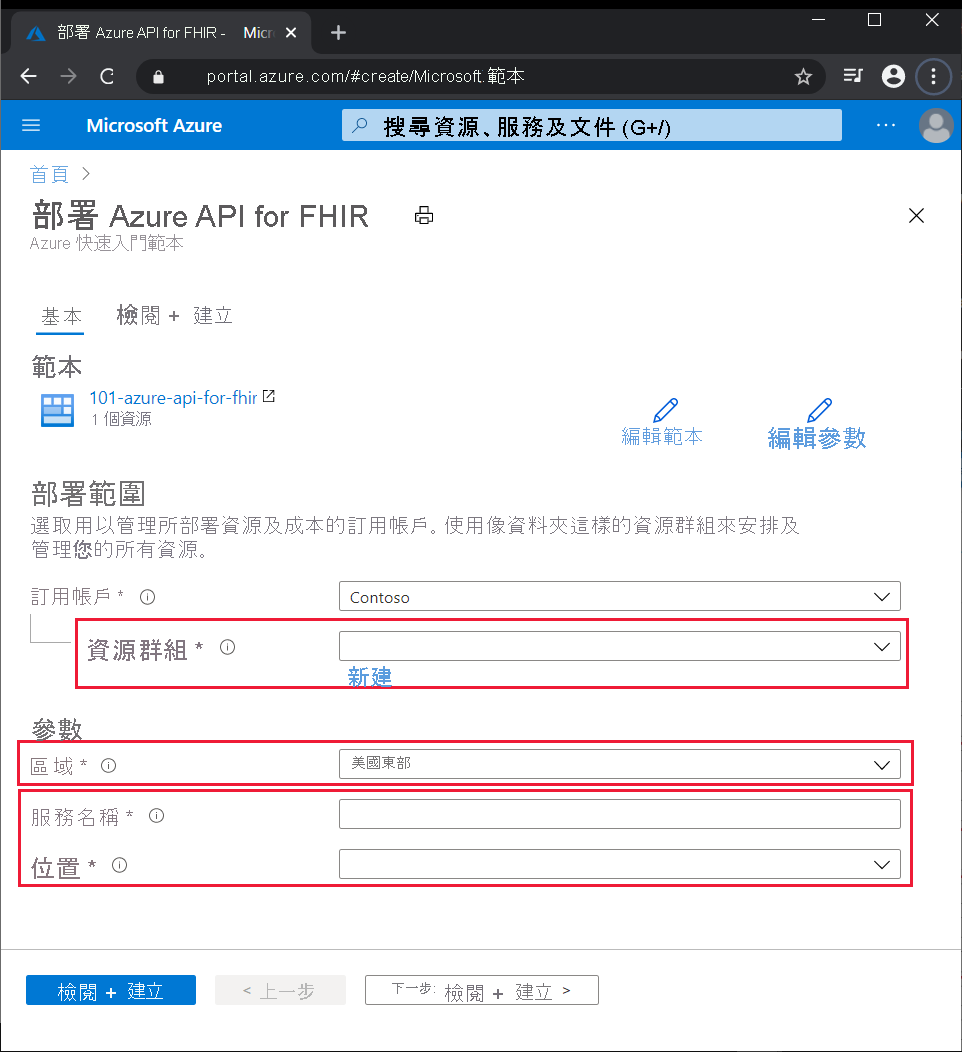 部署 Azure API for FHIR - Micr
portal.azure.com/#create/Microsoft.範本
Microsoft Azure
搜尋資源、服務及文件 (G+/)
首頁 >
部署 Azure API for FHIR
Azure 快速入門範本
基本 檢閱 + 建立
範本
101-azure-api-for-fhir
1 個資源
編輯範本 編輯參數
部署範圍
選取用以管理所部署資源及成本的訂用帳戶。使用像資料夾這樣的資源群組來安排及
管理您的所有資源。
訂用帳戶 * Contoso
資源群組 *
新建
參數
區域 * 美國東部
服務名稱 *
位置 *
檢閱 + 建立 < 上一步 下一步: 檢閱 + 建立 >